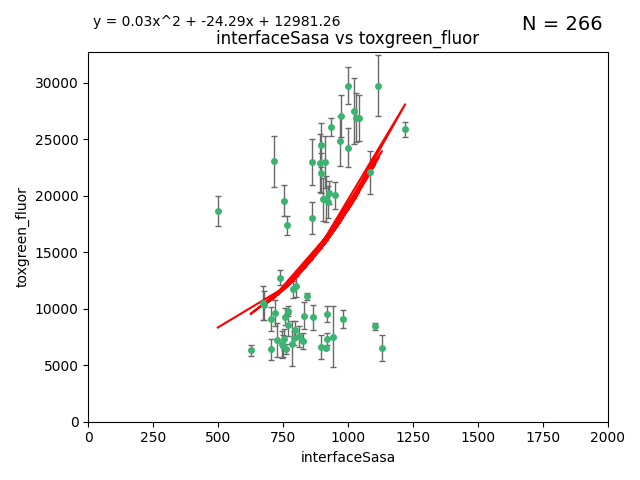 y = 0.03x^2 + -24.29x + 12981.26
N = 266
interfaceSasa vs toxgreen_fluor
toxgreen_fluor
30000
25000
20000
15000
10000
5000
0
0 250 500 750 1000 1250 1500 1750 2000
interfaceSasa